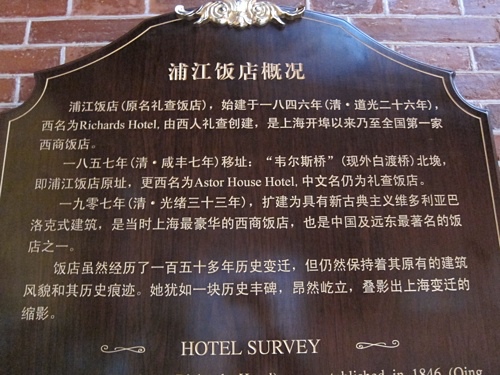 浦江饭店概况
浦江饭店(原名礼查饭店)，始建于一八四六年(清·道光二十六年)，
西名为Richards Hotel. 由西人礼查创建，是上海开埠以来乃至全国第一家
西商饭店。
一八五七年(清·咸丰七年)移址：“韦尔斯桥”(现外白渡桥)北堍，
即浦江饭店原址，更西名为Astor House Hotel. 中文名仍为礼查饭店。
一九零七年(清·光绪三十三年)，扩建为具有新古典主义维多利亚巴
洛克式建筑，是当时上海最豪华的西商饭店，也是中国及远东最著名的饭
店之一。
饭店虽然经历了一百五十多年历史变迁，但仍然保持着其原有的建筑
风貌和其历史痕迹。她犹如一块历史丰碑，昂然屹立，叠影出上海变迁的
缩影。
HOTEL SURVEY
established in 1846 (Qing